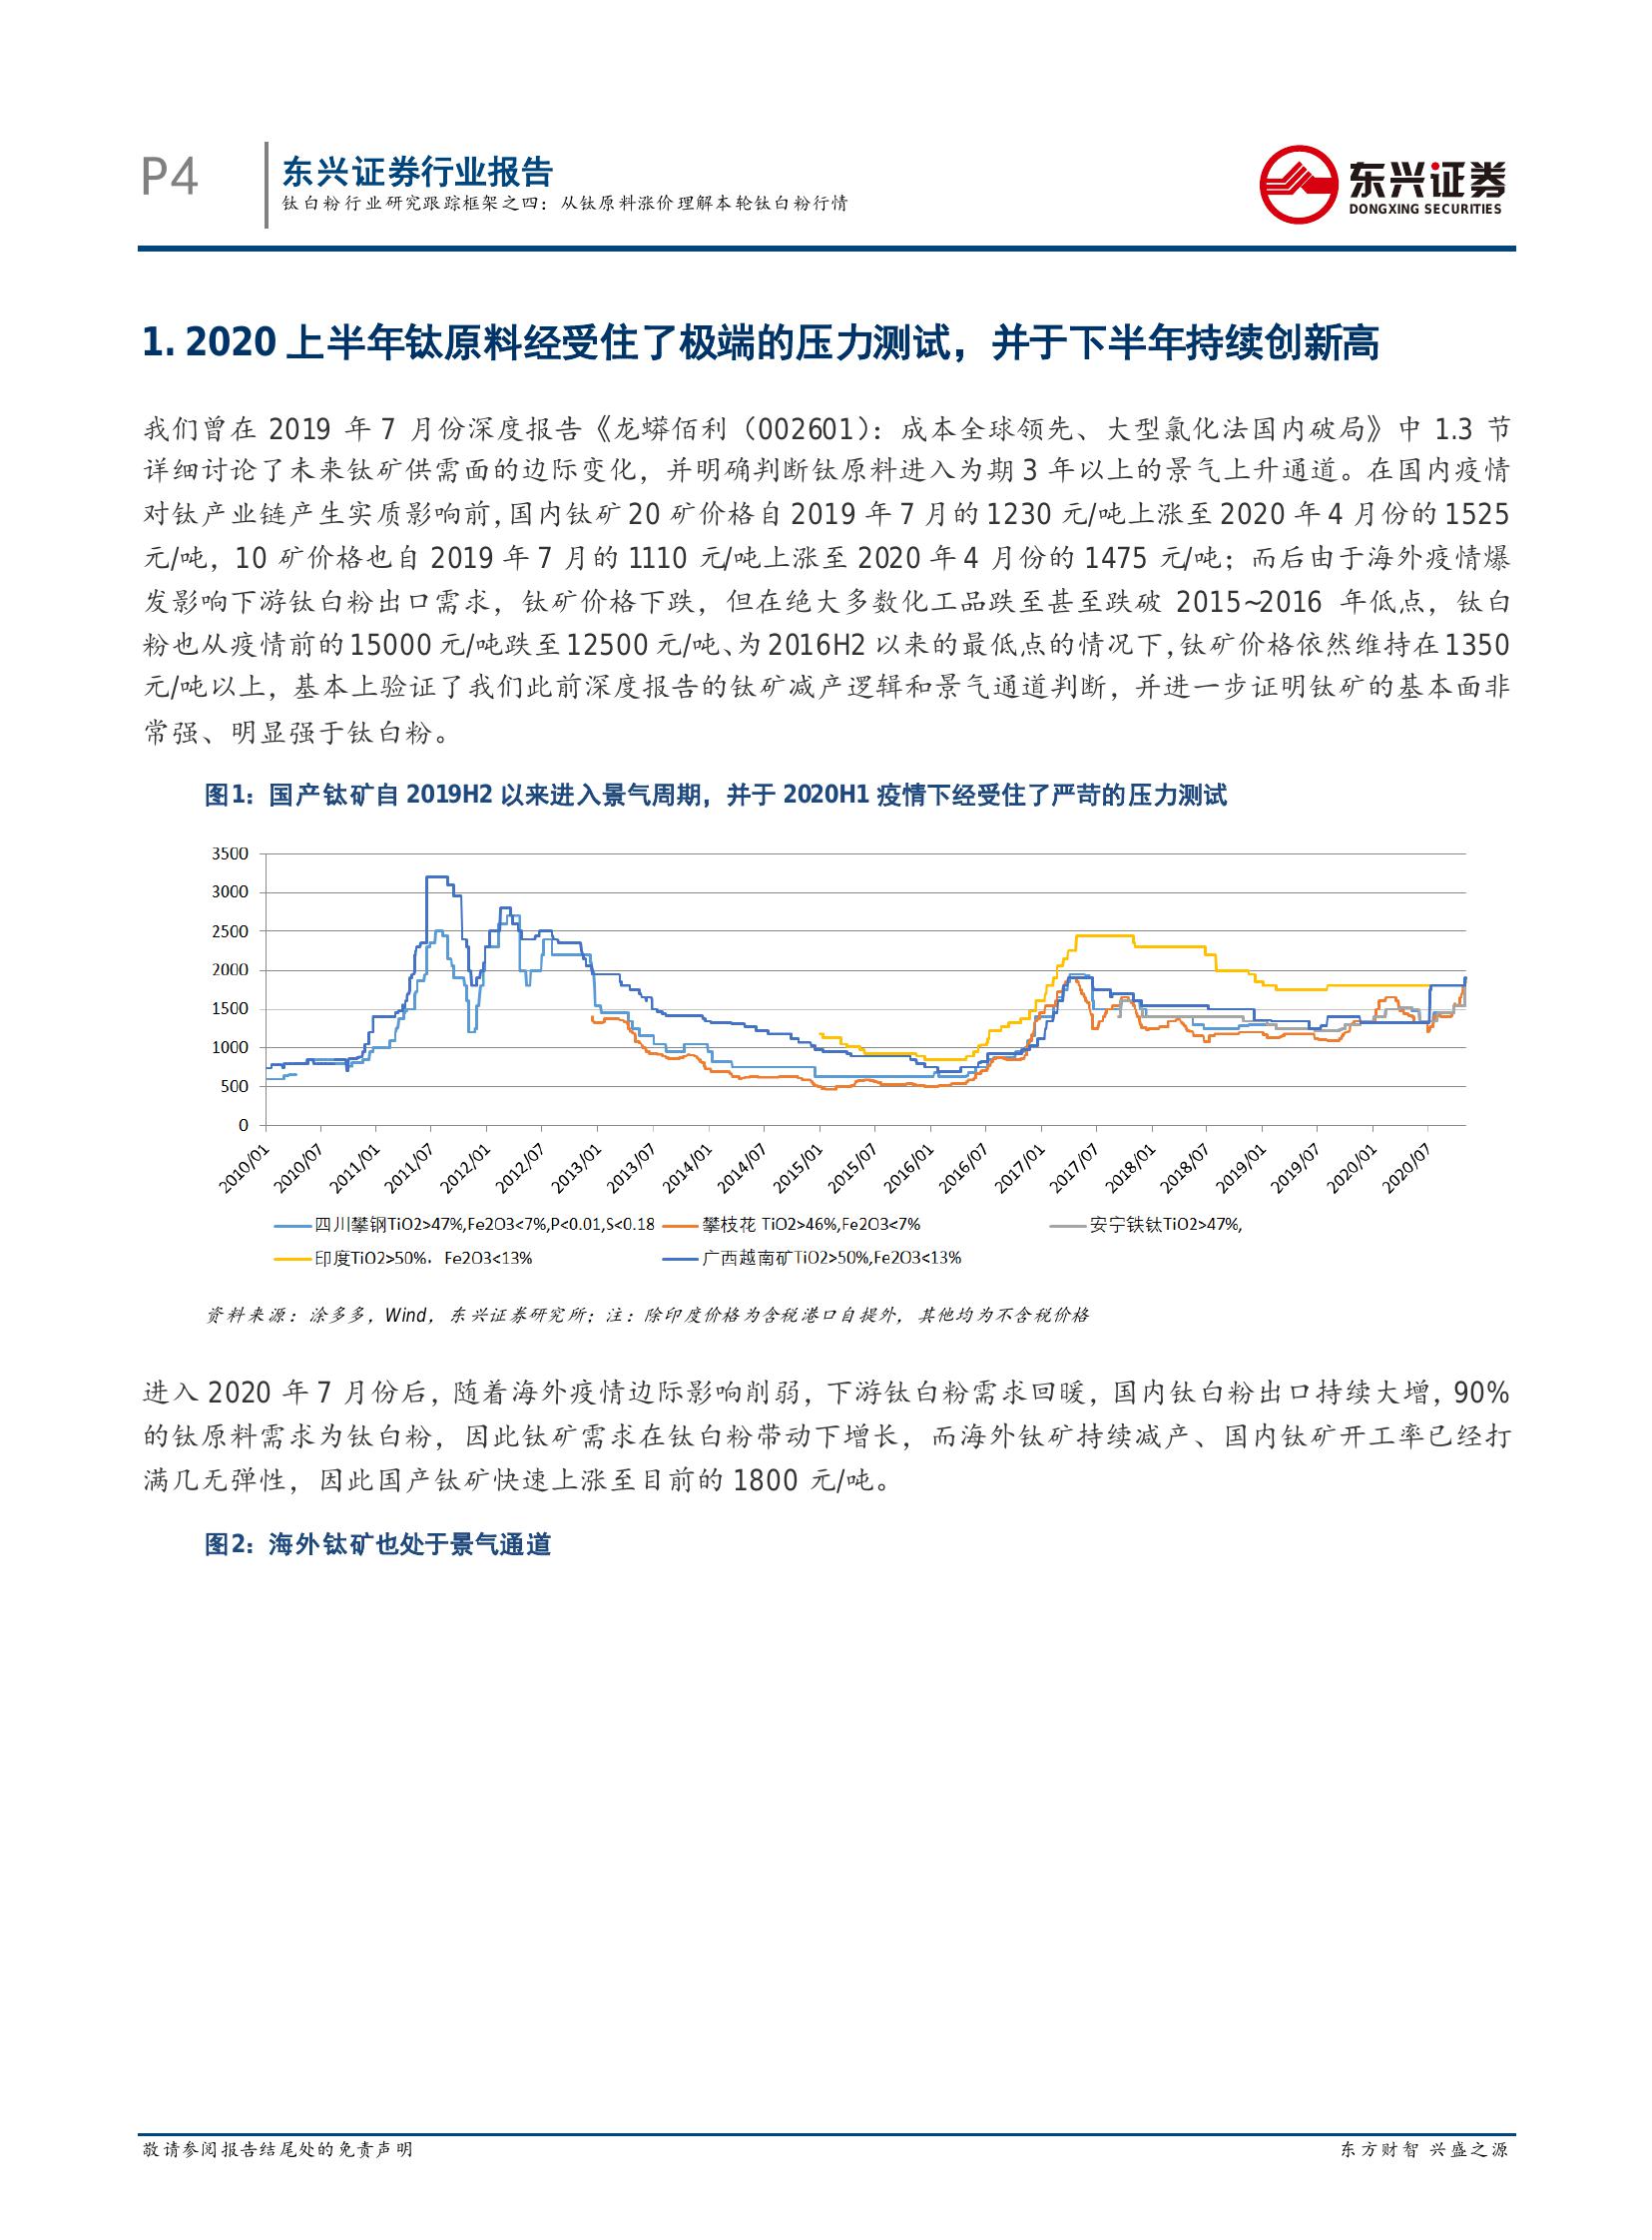 P4
东兴证券行业报告
钛白粉行业研究跟踪框架之四：从钛原料涨价理解本轮钛白粉行情
东兴证券
DONGXING SECURITIES
1. 2020 上半年钛原料经受住了极端的压力测试，并于下半年持续创新高
我们曾在 2019 年 7 月份深度报告《龙蟒佰利（002601）：成本全球领先、大型氯化法国内破局》中 1.3 节
详细讨论了未来钛矿供需面的边际变化，并明确判断钛原料进入为期 3 年以上的景气上升通道。在国内疫情
对钛产业链产生实质影响前，国内钛矿 20 矿价格自 2019 年 7 月的 1230 元/吨上涨至 2020 年 4 月份的 1525
元/吨，10 矿价格也自 2019 年 7 月的 1110 元/吨上涨至 2020 年 4 月份的 1475 元/吨；而后由于海外疫情爆
发影响下游钛白粉出口需求，钛矿价格下跌，但在绝大多数化工品跌至甚至跌破 2015~2016 年低点，钛白
粉也从疫情前的 15000 元/吨跌至 12500 元/吨、为 2016H2 以来的最低点的情况下，钛矿价格依然维持在 1350
元/吨以上，基本上验证了我们此前深度报告的钛矿减产逻辑和景气通道判断，并进一步证明钛矿的基本面非
常强、明显强于钛白粉。
图1：国产钛矿自 2019H2 以来进入景气周期，并于 2020H1 疫情下经受住了严苛的压力测试
3500
3000
2500
2000
1500
1000
500
0
2010/01 2010/07 2011/01 2011/07 2012/01 2012/07 2013/01 2013/07 2014/01 2014/07 2015/01 2015/07 2016/01 2016/07 2017/01 2017/07 2018/01 2018/07 2019/01 2019/07 2020/01 2020/07
四川攀钢TiO2>47%,Fe2O3<7%,P<0.01,S<0.18 攀枝花 TiO2>46%,Fe2O3<7% 安宁铁钛TiO2>47%,
印度TiO2>50%，Fe2O3<13% 广西越南矿TiO2>50%,Fe2O3<13%
资料来源：涂多多，Wind，东兴证券研究所；注：除印度价格为含税港口自提外，其他均为不含税价格
进入 2020 年 7 月份后，随着海外疫情边际影响削弱，下游钛白粉需求回暖，国内钛白粉出口持续大增，90%
的钛原料需求为钛白粉，因此钛矿需求在钛白粉带动下增长，而海外钛矿持续减产、国内钛矿开工率已经打
满几无弹性，因此国产钛矿快速上涨至目前的 1800 元/吨。
图2：海外钛矿也处于景气通道
敬请参阅报告结尾处的免责声明
东方财智 兴盛之源